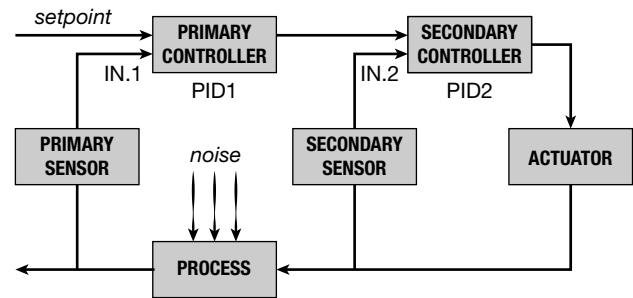 setpoint
PRIMARY
CONTROLLER
SECONDARY
CONTROLLER
IN.1
PID1
IN.2
PID2
PRIMARY
SENSOR
noise
SECONDARY
SENSOR
ACTUATOR
PROCESS